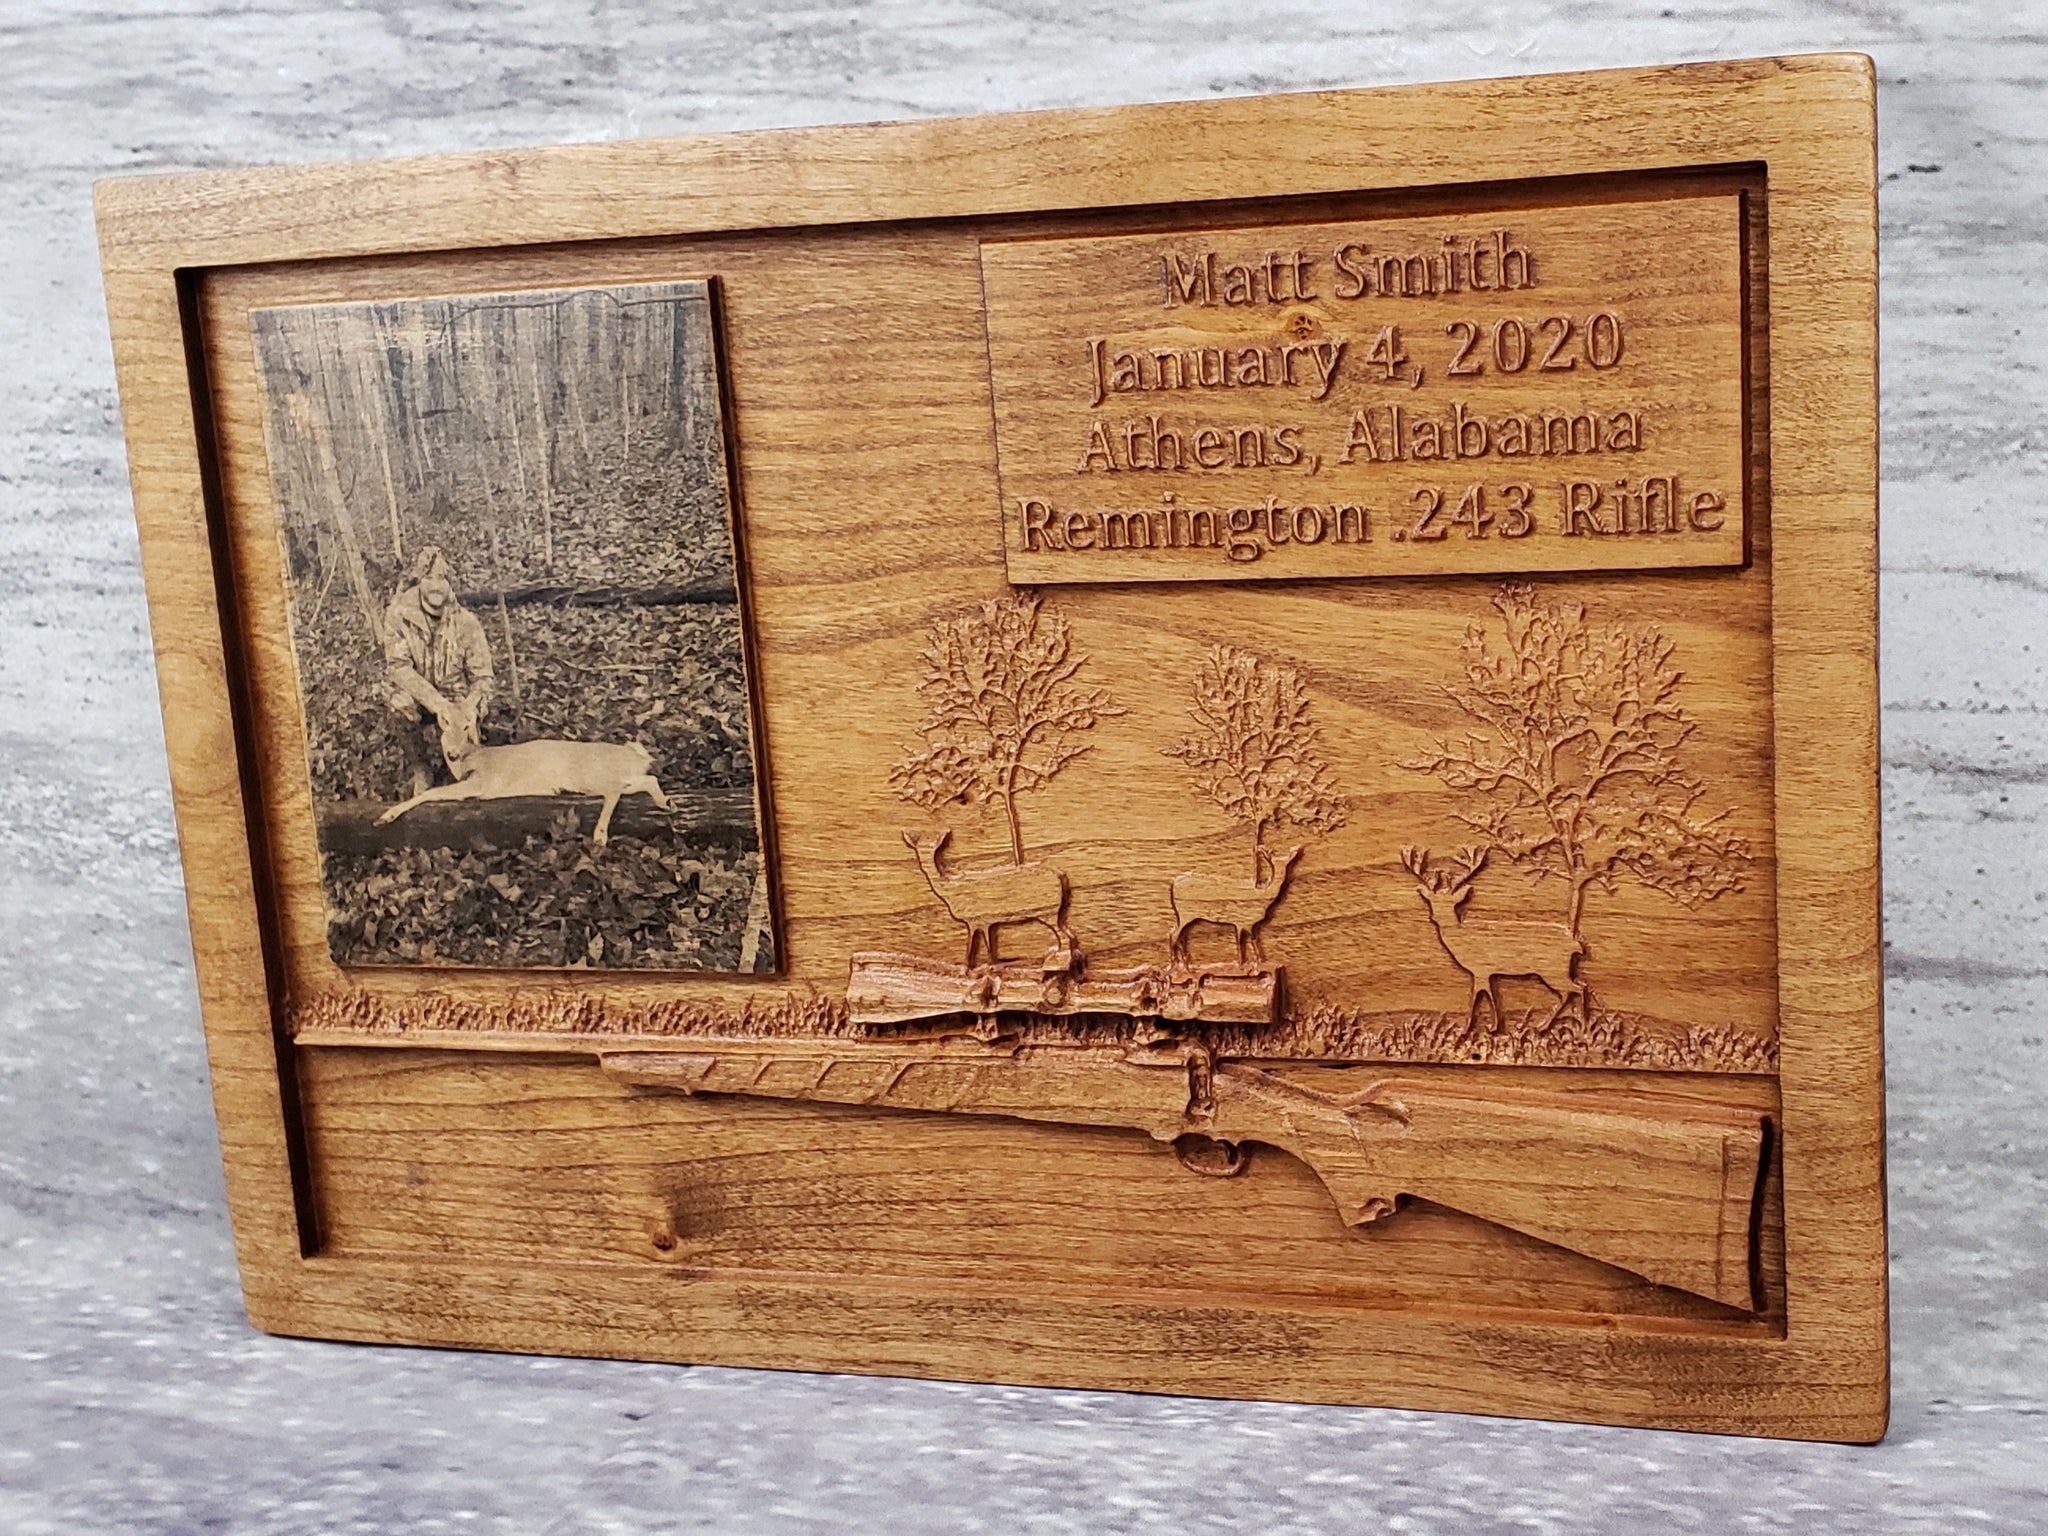 Matt Smith
January 4, 2020
Athens, Alabama
Remington .243 Rifle